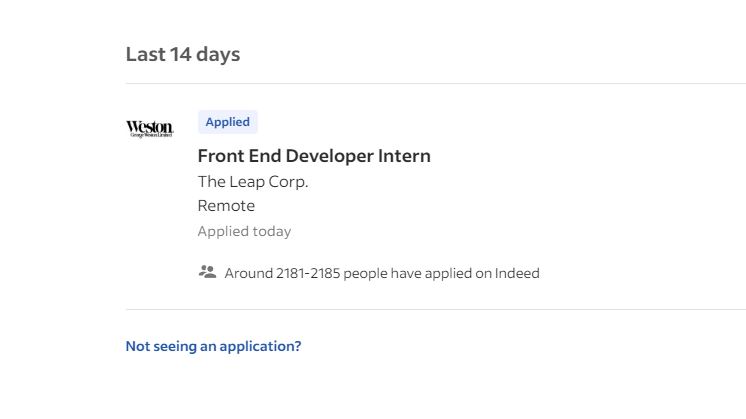 Last 14 days
Weston
George Weston Limited
Applied
Front End Developer Intern
The Leap Corp.
Remote
Applied today
Around 2181-2185 people have applied on Indeed
Not seeing an application?